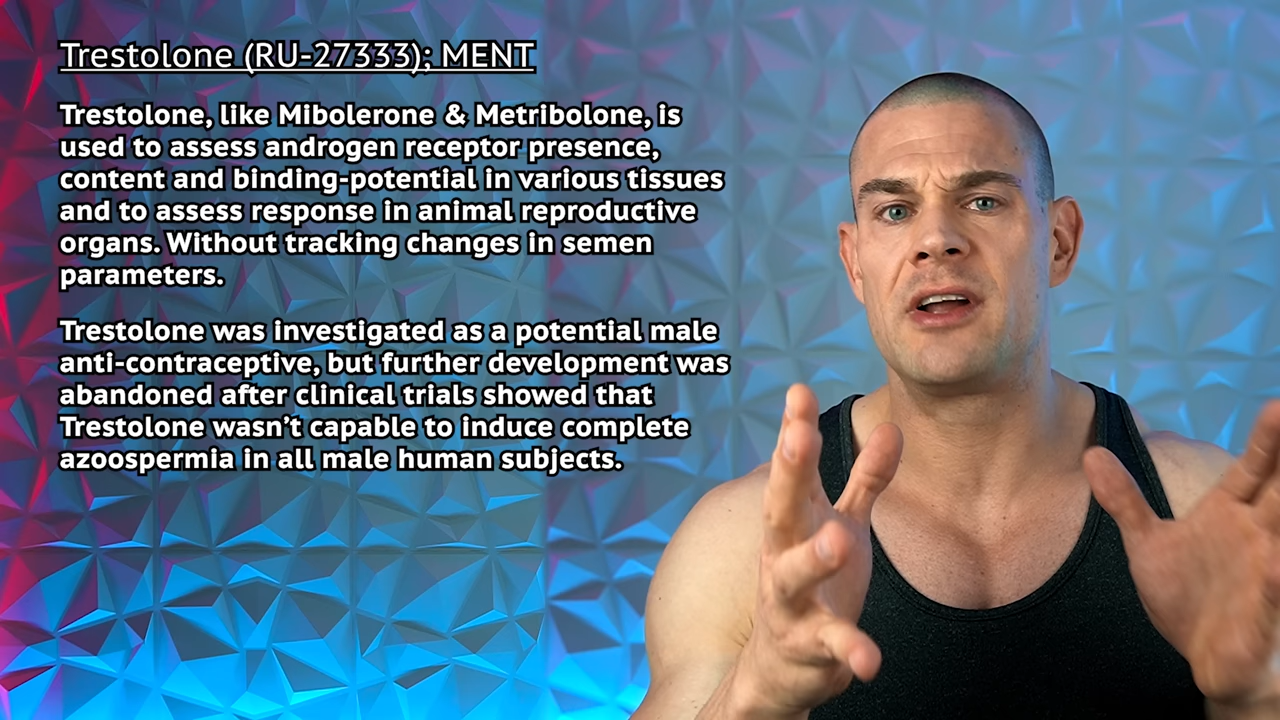 Trestolone (RU-27333); MENT
Trestolone, like Mibolerone & Metribolone, is
used to assess androgen receptor presence,
content and binding-potential in various tissues
and to assess response in animal reproductive
organs. Without tracking changes in semen
parameters.
Trestolone was investigated as a potential male
anti-contraceptive, but further development was
abandoned after clinical trials showed that
Trestolone wasn’t capable to induce complete
azoospermia in all male human subjects.